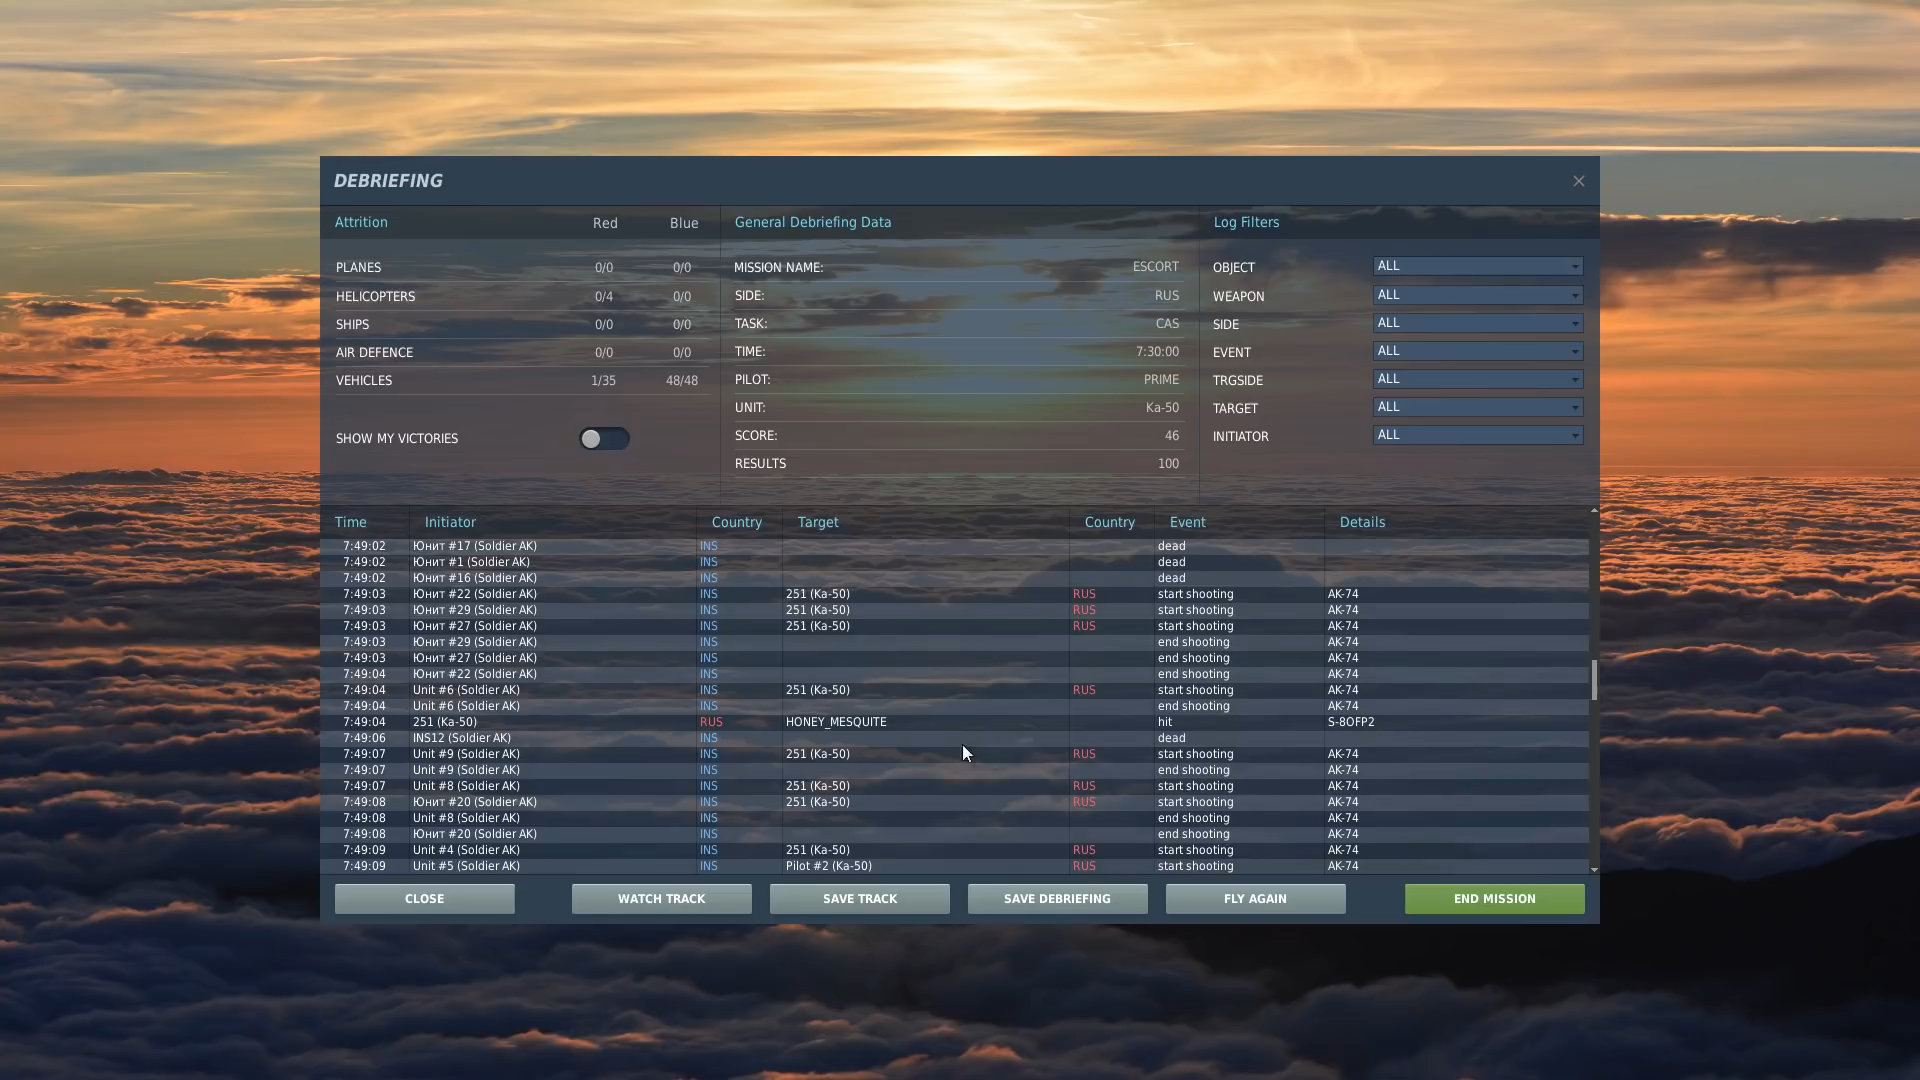 DEBRIEFING
Attrition Red Blue
PLANES 0/0 0/0
HELICOPTERS 0/4 0/0
SHIPS 0/0 0/0
AIR DEFENCE 0/0 0/0
VEHICLES 1/35 48/48
SHOW MY VICTORIES
General Debriefing Data
MISSION NAME: ESCORT
SIDE: RUS
TASK: CAS
TIME: 7:30:00
PILOT: PRIME
UNIT: Ka-50
SCORE: 46
RESULTS 100
Log Filters
OBJECT ALL
WEAPON ALL
SIDE ALL
EVENT ALL
TRGSIDE ALL
TARGET ALL
INITIATOR ALL
Time Initiator Country Target Country Event Details
7:49:02 Юнит #17 (Soldier AK) INS dead
7:49:02 Юнит #1 (Soldier AK) INS dead
7:49:02 Юнит #16 (Soldier AK) INS dead
7:49:03 Юнит #22 (Soldier AK) INS 251 (Ka-50) RUS start shooting AK-74
7:49:03 Юнит #29 (Soldier AK) INS 251 (Ka-50) RUS start shooting AK-74
7:49:03 Юнит #27 (Soldier AK) INS 251 (Ka-50) RUS start shooting AK-74
7:49:03 Юнит #29 (Soldier AK) INS end shooting AK-74
7:49:03 Юнит #27 (Soldier AK) INS end shooting AK-74
7:49:04 Юнит #22 (Soldier AK) INS end shooting AK-74
7:49:04 Unit #6 (Soldier AK) INS 251 (Ka-50) RUS start shooting AK-74
7:49:04 Unit #6 (Soldier AK) INS end shooting AK-74
7:49:04 251 (Ka-50) RUS HONEY_MESQUITE hit S-8OFP2
7:49:06 INS12 (Soldier AK) INS dead
7:49:07 Unit #9 (Soldier AK) INS 251 (Ka-50) RUS start shooting AK-74
7:49:07 Unit #9 (Soldier AK) INS end shooting AK-74
7:49:07 Unit #8 (Soldier AK) INS 251 (Ka-50) RUS start shooting AK-74
7:49:08 Юнит #20 (Soldier AK) INS 251 (Ka-50) RUS start shooting AK-74
7:49:08 Unit #8 (Soldier AK) INS end shooting AK-74
7:49:08 Юнит #20 (Soldier AK) INS end shooting AK-74
7:49:09 Unit #4 (Soldier AK) INS 251 (Ka-50) RUS start shooting AK-74
7:49:09 Unit #5 (Soldier AK) INS Pilot #2 (Ka-50) RUS start shooting AK-74
CLOSE WATCH TRACK SAVE TRACK SAVE DEBRIEFING FLY AGAIN END MISSION